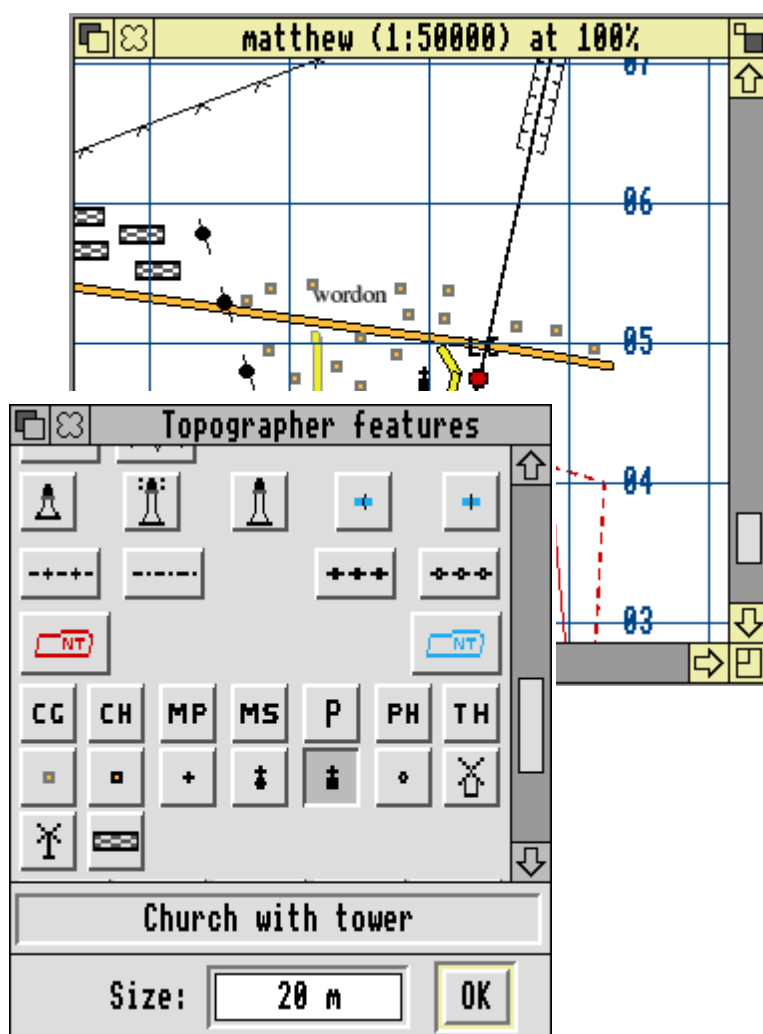 matthew (1:50000) at 100%
07
06
wordon
05
LC
04
03
Topographer features
NT NT
CG CH MP MS P PH TH
Church with tower
Size: 20 m OK